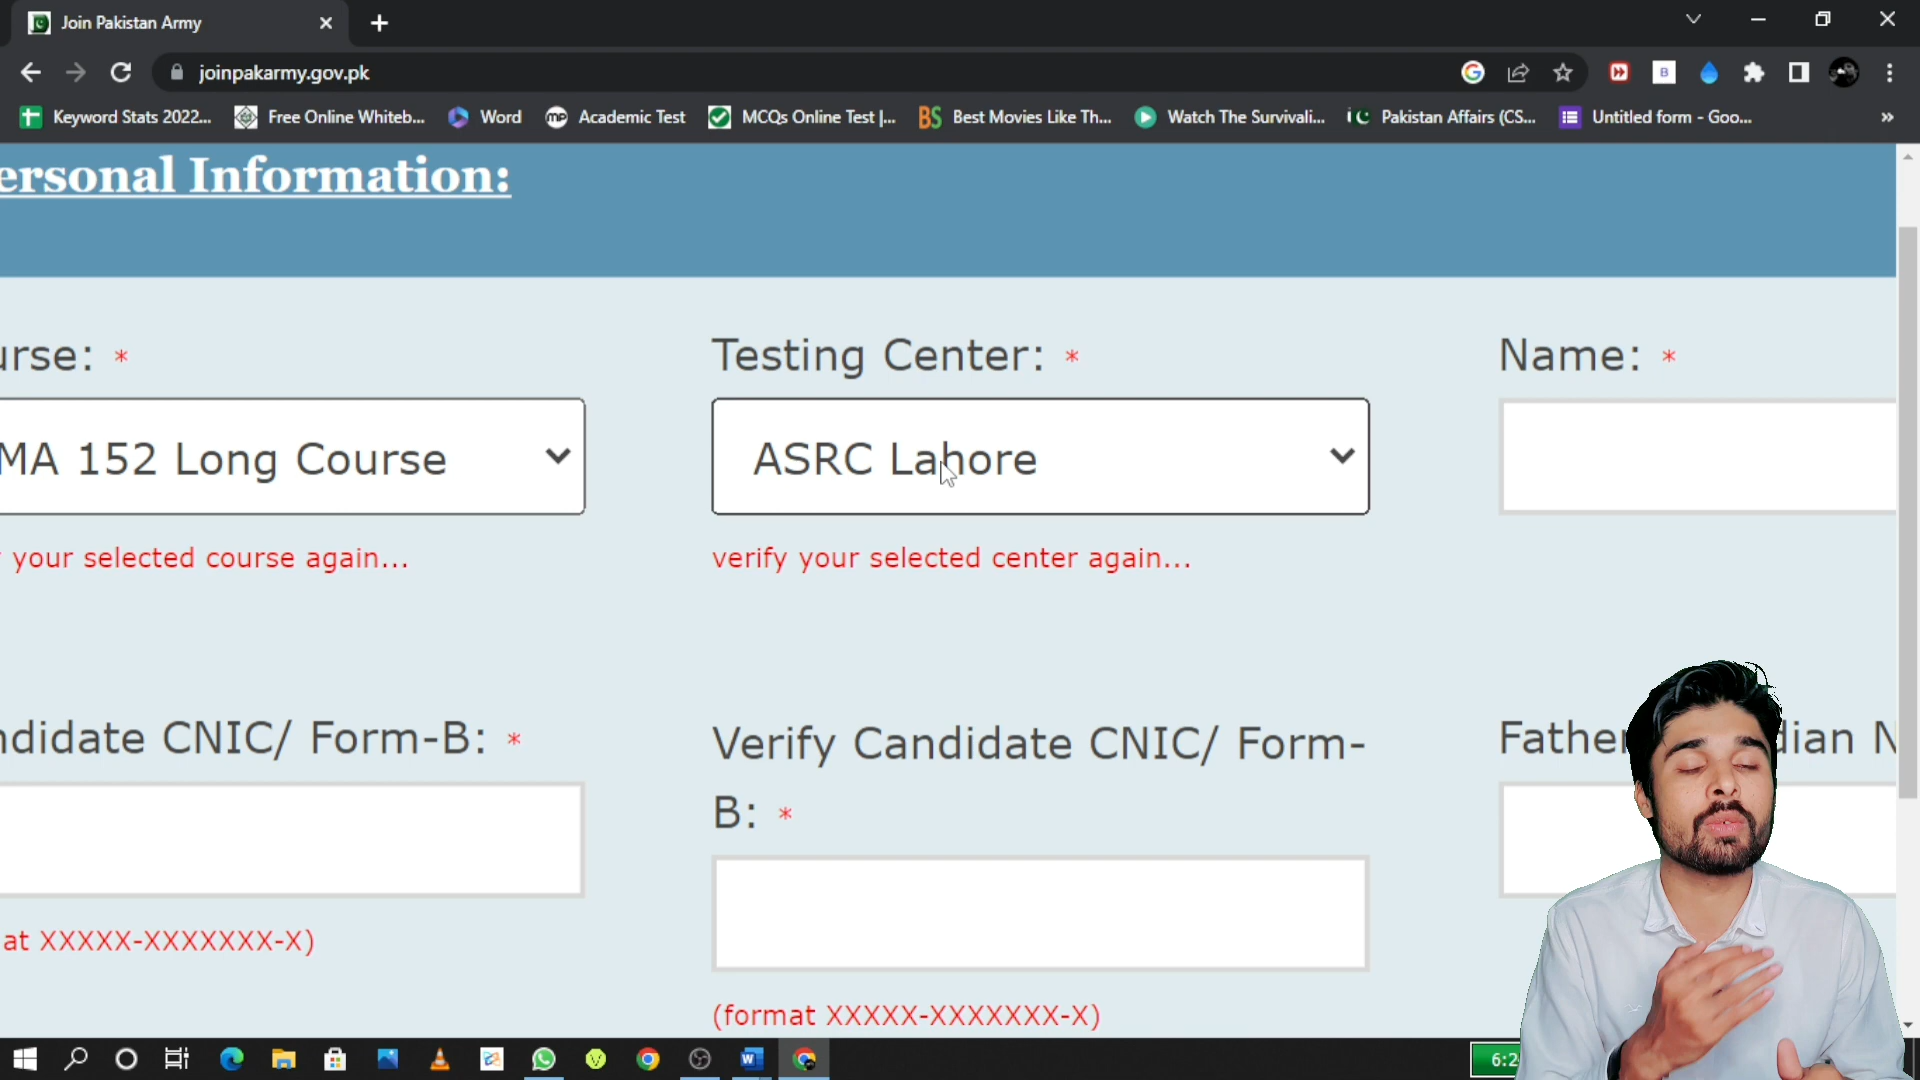 Join Pakistan Army
joinpakarmy.gov.pk
Keyword Stats 2022... Free Online Whiteb... Word Academic Test MCQs Online Test |... Best Movies Like Th... Watch The Survivali... Pakistan Affairs (CS... Untitled form - Goo...
ersonal Information:
urse: * Testing Center: * Name: *
MA 152 Long Course ASRC Lahore
your selected course again... verify your selected center again...
ndidate CNIC/ Form-B: * Verify Candidate CNIC/ Form-
B: *
Father dian N
at XXXXX-XXXXXXX-X)
(format XXXXX-XXXXXXX-X)
6:2